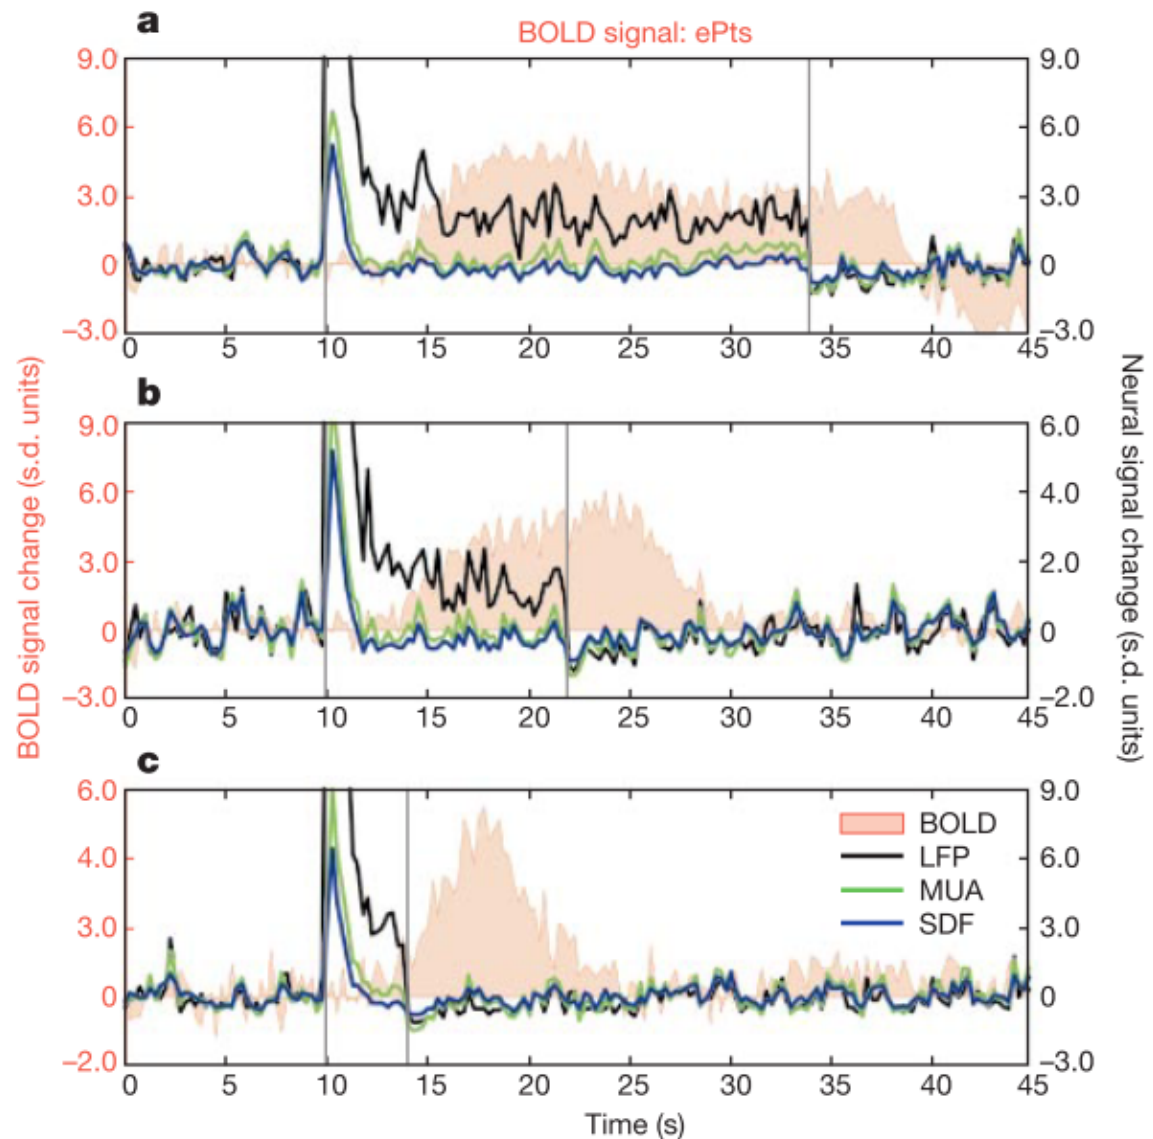 a
BOLD signal: ePts
9.0 9.0
6.0 6.0
3.0 3.0
0 0
−3.0 −3.0
0 5 10 15 20 25 30 35 40 45
b
9.0 6.0
6.0 4.0
3.0 2.0
0 0
−3.0 −2.0
0 5 10 15 20 25 30 35 40 45
BOLD signal change (s.d. units)
Neural signal change (s.d. units)
c
6.0 9.0
BOLD
LFP
4.0 6.0
MUA
3.0 SDF 3.0
0 0
−2.0 −3.0
0 5 10 15 20 25 30 35 40 45
Time (s)